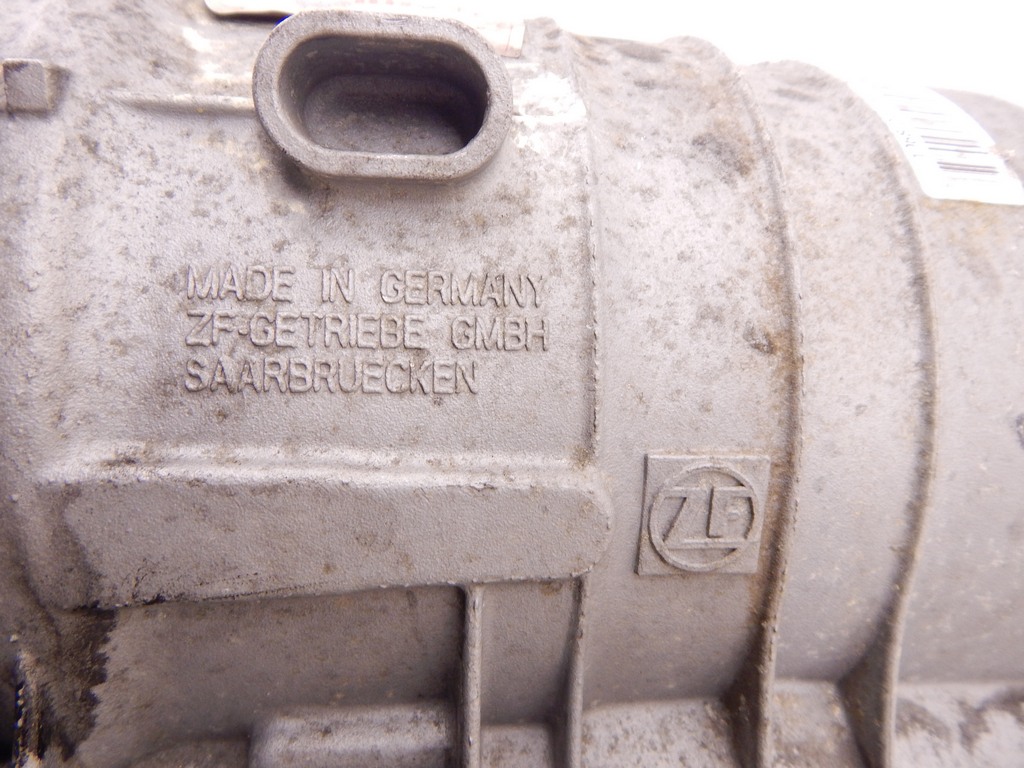 MADE IN GERMANY
ZF-GETRIEBE GMBH
SAARBRUECKEN
ZF